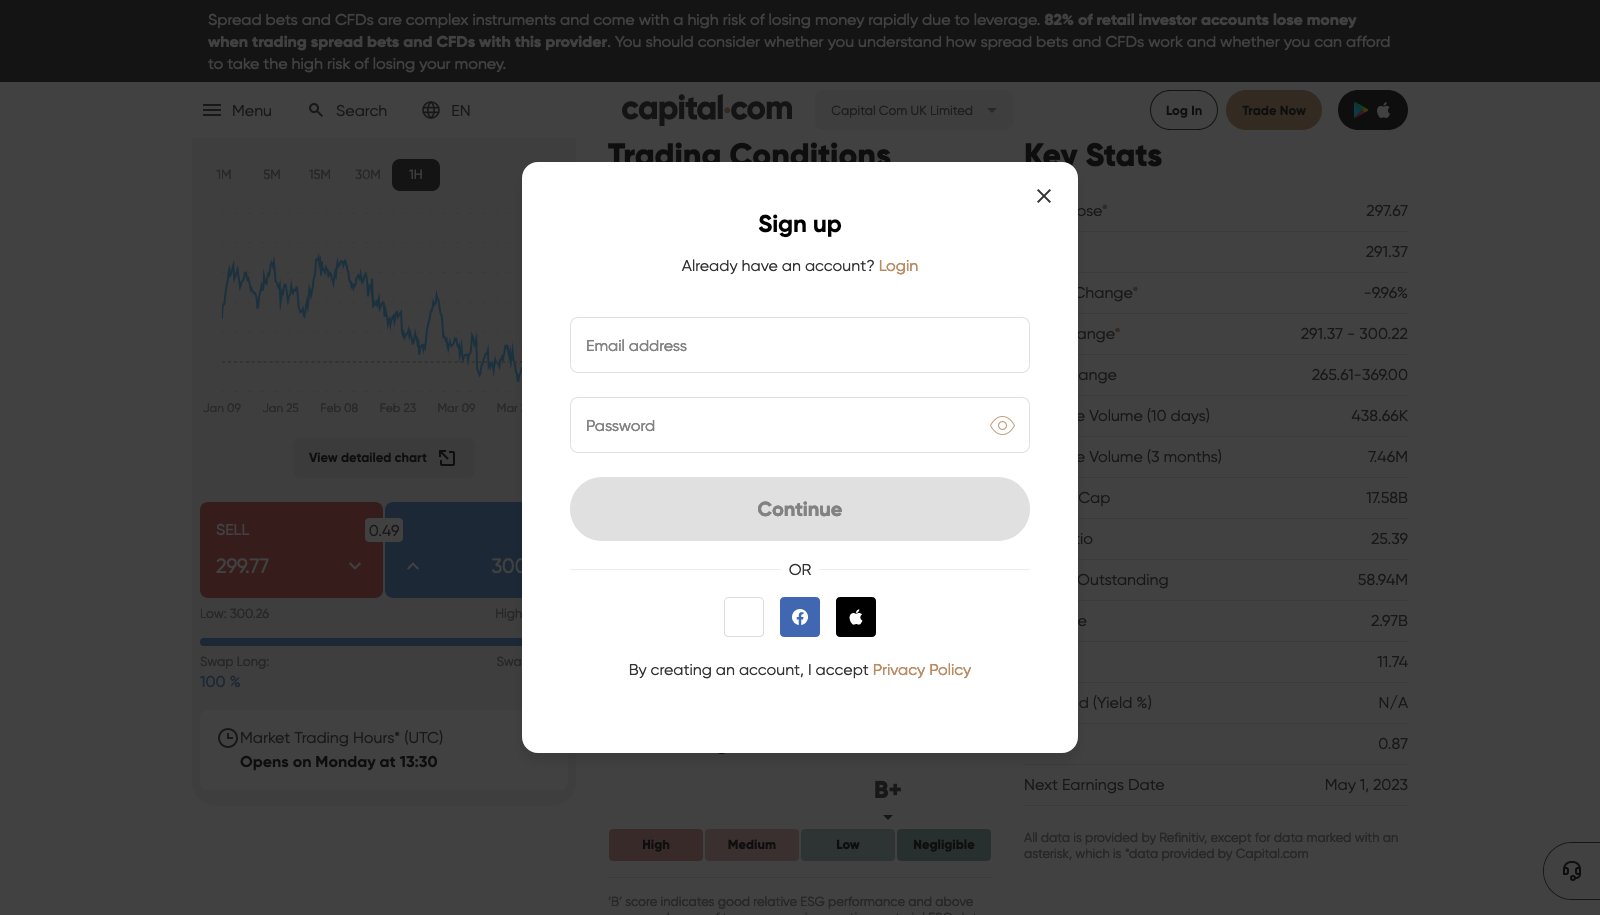 Spread bets and CFDs are complex instruments and come with a high risk of losing money rapidly due to leverage. 82% of retail investor accounts lose money
when trading spread bets and CFDs with this provider. You should consider whether you understand how spread bets and CFDs work and whether you can afford
to take the high risk of losing your money.
Menu
Search
EN
capital.com
Capital Com UK Limited
Log In
Trade Now
1M 5M 15M 30M 1H
Jan 09 Jan 25 Feb 08 Feb 23 Mar 09 Mar
View detailed chart
SELL
299.77
0.49
300
Low: 300.26
High
Swap Long:
Swa
100 %
Market Trading Hours* (UTC)
Opens on Monday at 13:30
Trading Conditions
Sign up
Already have an account? Login
Email address
Password
Continue
OR
By creating an account, I accept Privacy Policy
B+
High Medium Low Negligible
'B' score indicates good relative ESG performance and above
Key Stats
ose* 297.67
291.37
Change* -9.96%
ange* 291.37 - 300.22
ange 265.61-369.00
e Volume (10 days) 438.66K
e Volume (3 months) 7.46M
Cap 17.58B
tio 25.39
Outstanding 58.94M
e 2.97B
11.74
d (Yield %) N/A
0.87
Next Earnings Date May 1, 2023
All data is provided by Refinitiv, except for data marked with an
asterisk, which is *data provided by Capital.com